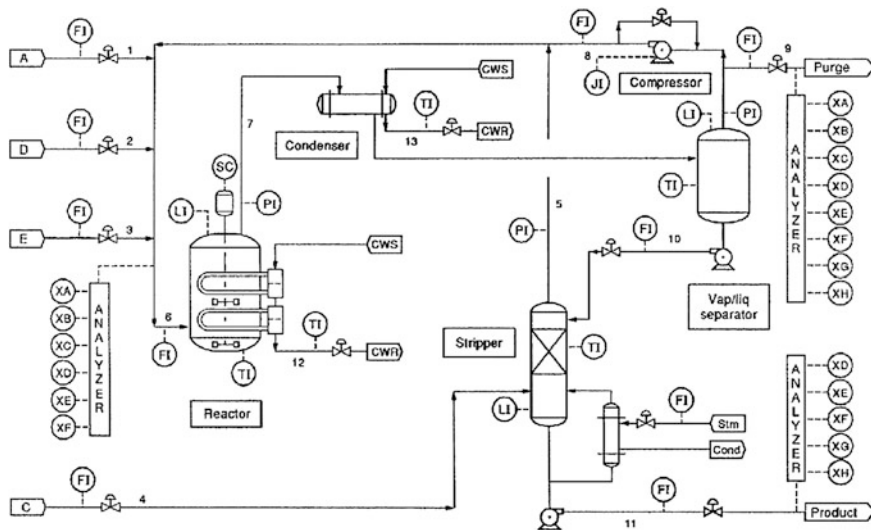 FI
FI
FI
9
A
1
8
Purge
CWS
JI
Compressor
XA
7
TI
LI
PI
XB
FI
CWR
XC
D
2
Condenser
13
SC
XD
TI
LI
PI
5
XE
FI
FI
PI
10
XF
E
3
CWS
XG
ANALYZER
XA
XH
XB
6
TI
Vap/liq
separator
XC
ANALYZER
FI
CWR
Stripper
TI
XD
TI
12
XD
XE
Reactor
LI
FI
XE
XF
Stm
ANALYZER
XF
FI
Cond
XG
C
4
FI
XH
11
Product